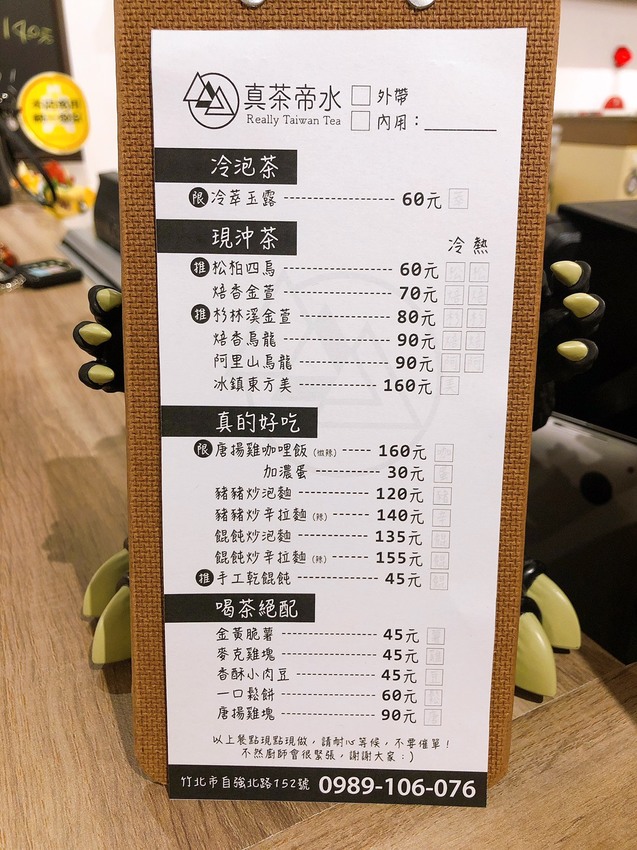 140元
真茶帝水 外帶
Really Taiwan Tea 內用：
冷泡茶
限 冷萃玉露 60元
現沖茶 冷 熱
推 松柏四烏 60元
焙香金萱 70元
推 杉林溪金萱 80元
焙香烏龍 90元
阿里山烏龍 90元
冰鎮東方美 160元
真的好吃
限 唐揚雞咖哩飯(微辣) 160元
加濃蛋 30元
豬豬炒泡麵 120元
豬豬炒辛拉麵(辣) 140元
餛飩炒泡麵 135元
餛飩炒辛拉麵(辣) 155元
推 手工乾餛飩 45元
喝茶絕配
金黃脆薯 45元
麥克雞塊 45元
香酥小肉豆 45元
一口鬆餅 60元
唐揚雞塊 90元
以上餐點現點現做，請耐心等候，不要催單！
不然廚師會很緊張，謝謝大家：)
竹北市自強北路152號 0989-106-076